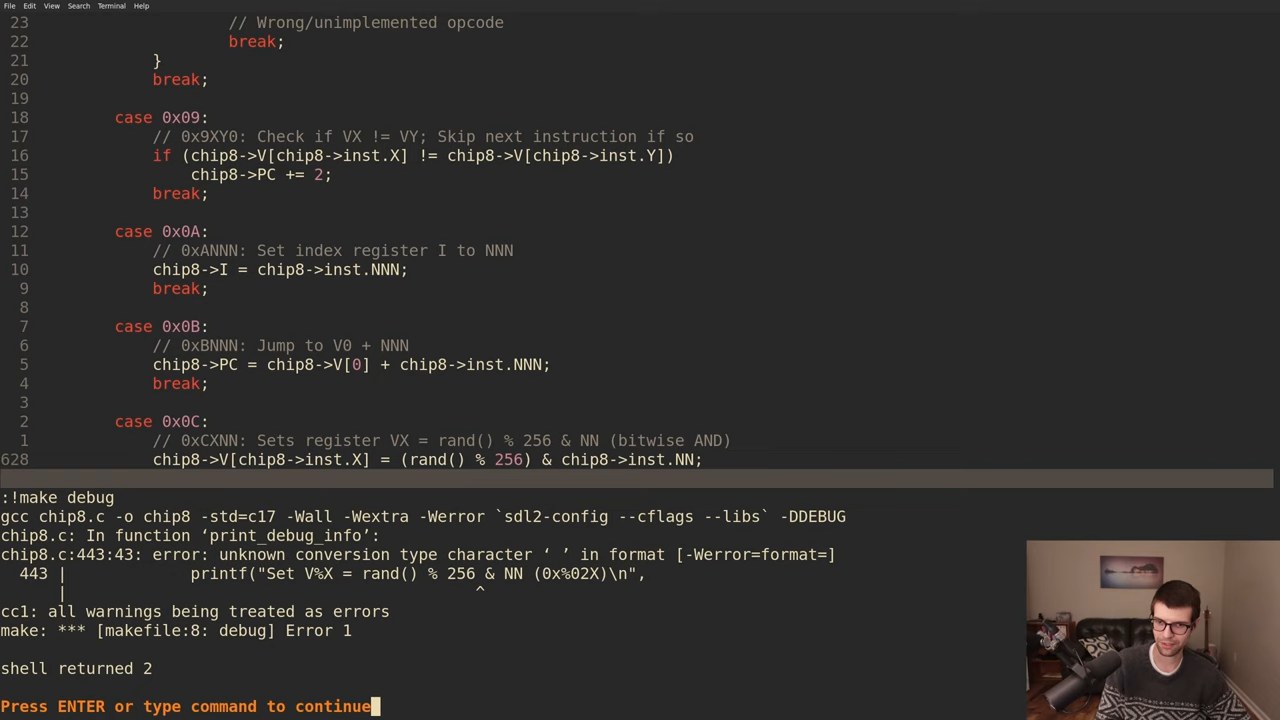 File Edit View Search Terminal Help
23 // Wrong/unimplemented opcode
22 break;
21 }
20 break;
19
18 case 0x09:
17 // 0x9XY0: Check if VX != VY; Skip next instruction if so
16 if (chip8->V[chip8->inst.X] != chip8->V[chip8->inst.Y])
15 chip8->PC += 2;
14 break;
13
12 case 0x0A:
11 // 0xANNN: Set index register I to NNN
10 chip8->I = chip8->inst.NNN;
9 break;
8
7 case 0x0B:
6 // 0xBNNN: Jump to V0 + NNN
5 chip8->PC = chip8->V[0] + chip8->inst.NNN;
4 break;
3
2 case 0x0C:
1 // 0xCXNN: Sets register VX = rand() % 256 & NN (bitwise AND)
628 chip8->V[chip8->inst.X] = (rand() % 256) & chip8->inst.NN;
:!make debug
gcc chip8.c -o chip8 -std=c17 -Wall -Wextra -Werror `sdl2-config --cflags --libs` -DDEBUG
chip8.c: In function ‘print_debug_info’:
chip8.c:443:43: error: unknown conversion type character ‘ ’ in format [-Werror=format=]
443 | printf("Set V%X = rand() % 256 & NN (0x%02X)\n",
| ^
cc1: all warnings being treated as errors
make: *** [makefile:8: debug] Error 1
shell returned 2
Press ENTER or type command to continue